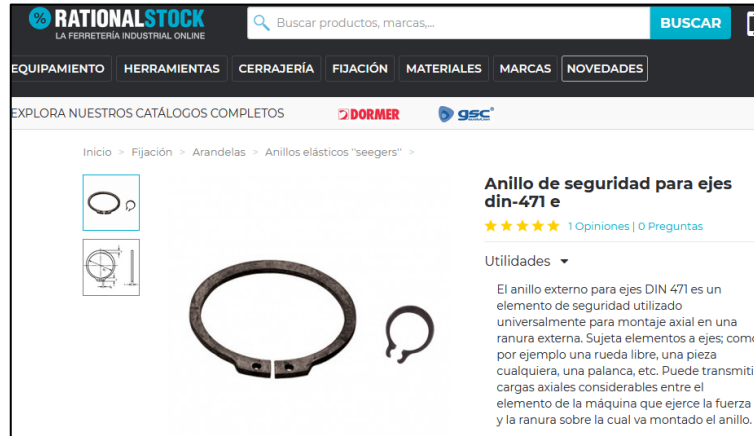 % RATIONALSTOCK
LA FERRETERÍA INDUSTRIAL ONLINE
Buscar productos, marcas,...
BUSCAR
EQUIPAMIENTO HERRAMIENTAS CERRAJERÍA FIJACIÓN MATERIALES MARCAS NOVEDADES
EXPLORA NUESTROS CATÁLOGOS COMPLETOS DORMER gsc
Inicio > Fijación > Arandelas > Anillos elásticos "seegers" >
Anillo de seguridad para ejes
din-471 e
1 Opiniones | 0 Preguntas
Utilidades
El anillo externo para ejes DIN 471 es un
elemento de seguridad utilizado
universalmente para montaje axial en una
ranura externa. Sujeta elementos a ejes; como
por ejemplo una rueda libre, una pieza
cualquiera, una palanca, etc. Puede transmiti
cargas axiales considerables entre el
elemento de la máquina que ejerce la fuerza
y la ranura sobre la cual va montado el anillo.